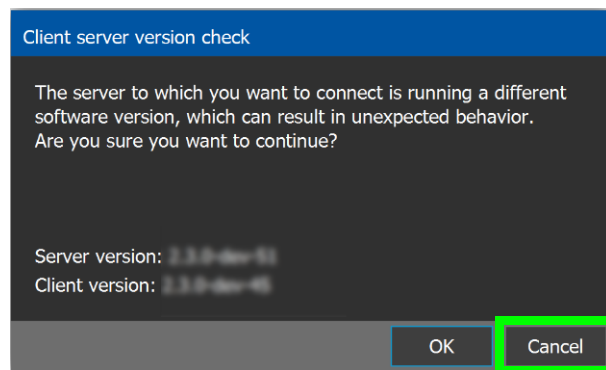 Client server version check
The server to which you want to connect is running a different
software version, which can result in unexpected behavior.
Are you sure you want to continue?
Server version:
Client version:
OK
Cancel